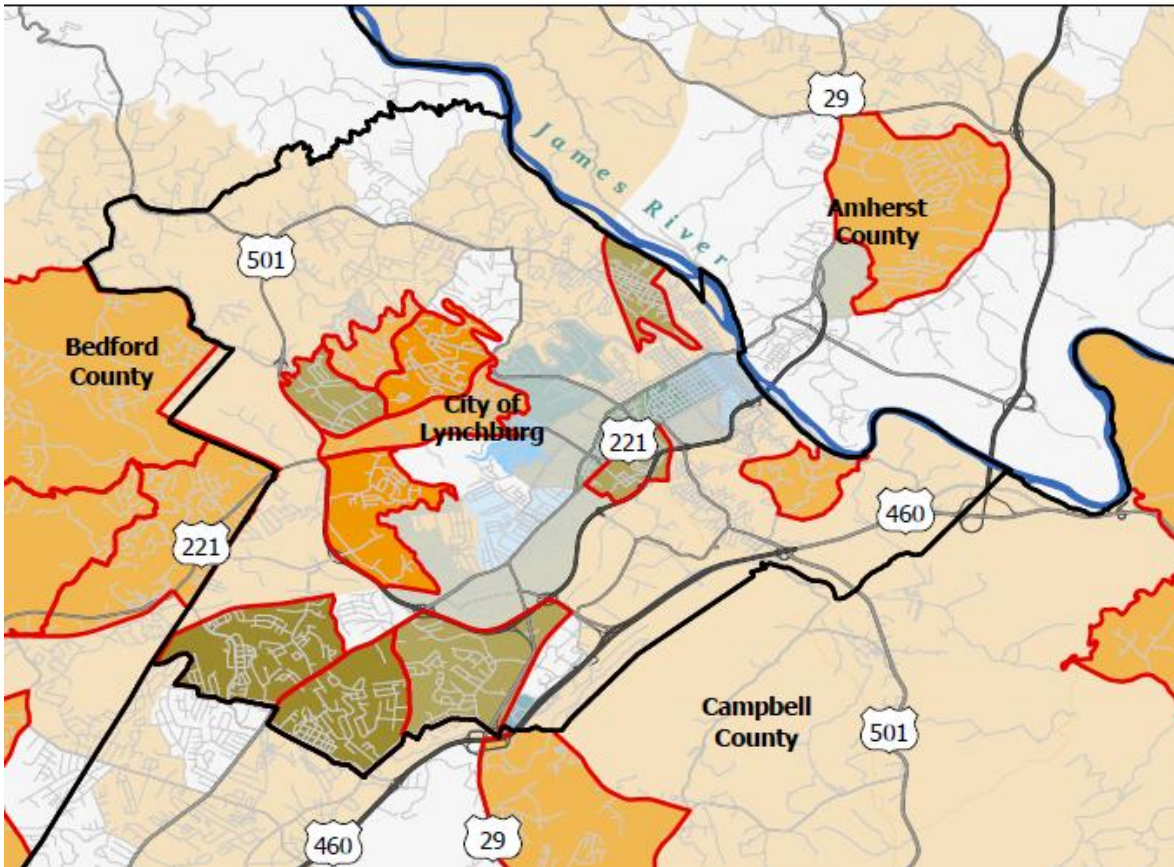 29
James
River
Amherst
County
501
Bedford
County
City of
Lynchburg
221
460
221
Campbell
County
501
460
29